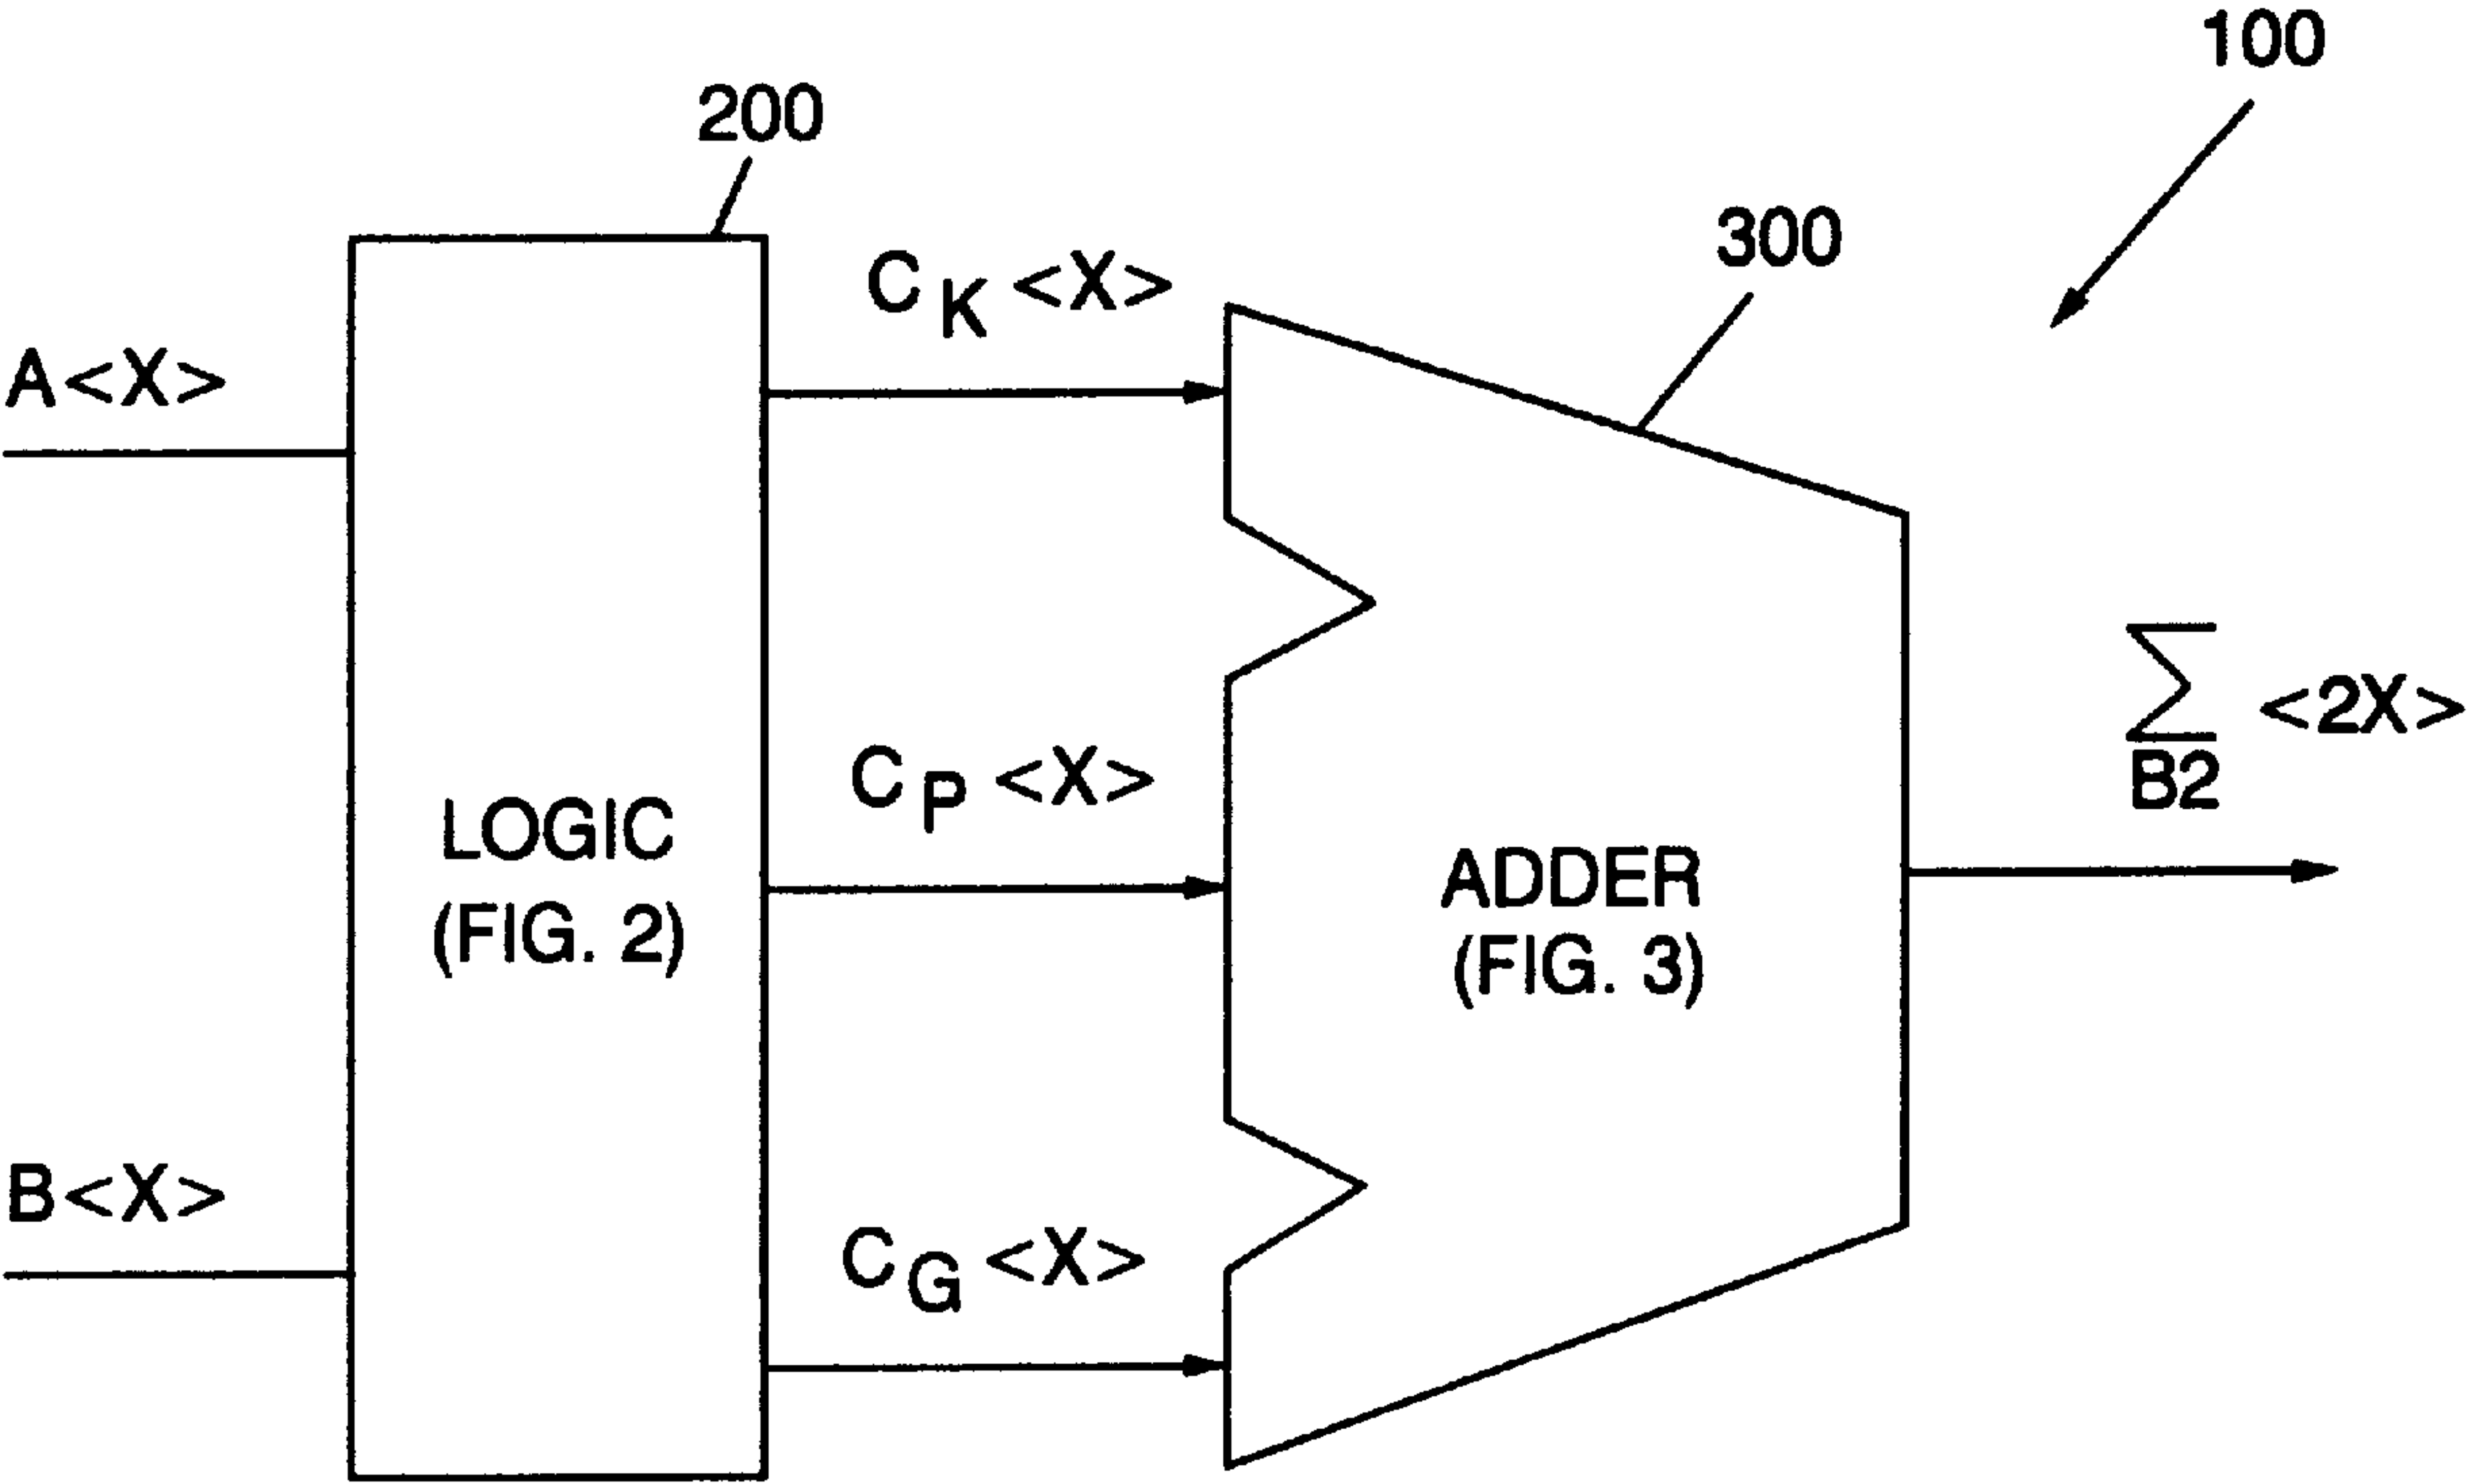 100
200
300
C K <X>
A<X>
∑ <2X>
B2
C P <X>
LOGIC
(FIG. 2)
ADDER
(FIG. 3)
B<X>
C G <X>